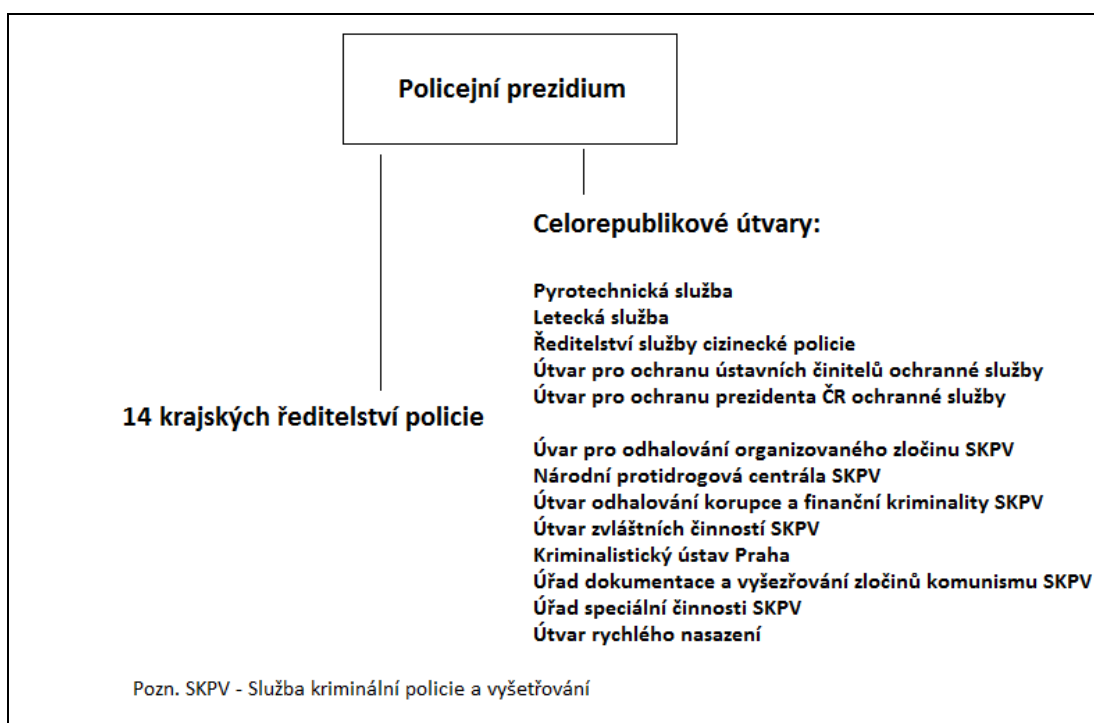 Policejní prezidium
Celorepublikové útvary:
Pyrotechnická služba
Letecká služba
Ředitelství služby cizinecké policie
Útvar pro ochranu ústavních činitelů ochranné služby
Útvar pro ochranu prezidenta ČR ochranné služby
14 krajských ředitelství policie
Úvar pro odhalování organizovaného zločinu SKPV
Národní protidrogová centrála SKPV
Útvar odhalování korupce a finanční kriminality SKPV
Útvar zvláštních činností SKPV
Kriminalistický ústav Praha
Úřad dokumentace a vyšezřování zločinů komunismu SKPV
Úřad speciální činnosti SKPV
Útvar rychlého nasazení
Pozn. SKPV - Služba kriminální policie a vyšetřování